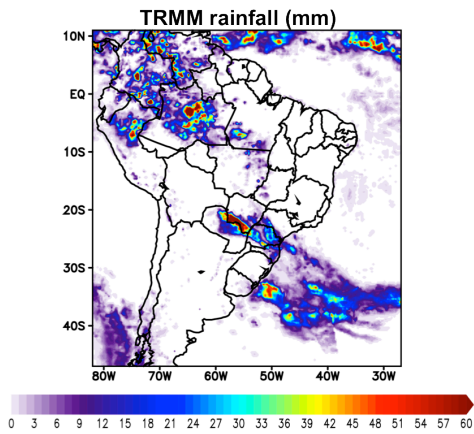 TRMM rainfall (mm)
10N
EQ
10S
20S
30S
40S
80W 70W 60W 50W 40W 30W
0 3 6 9 12 15 18 21 24 27 30 33 36 39 42 45 48 51 54 57 60